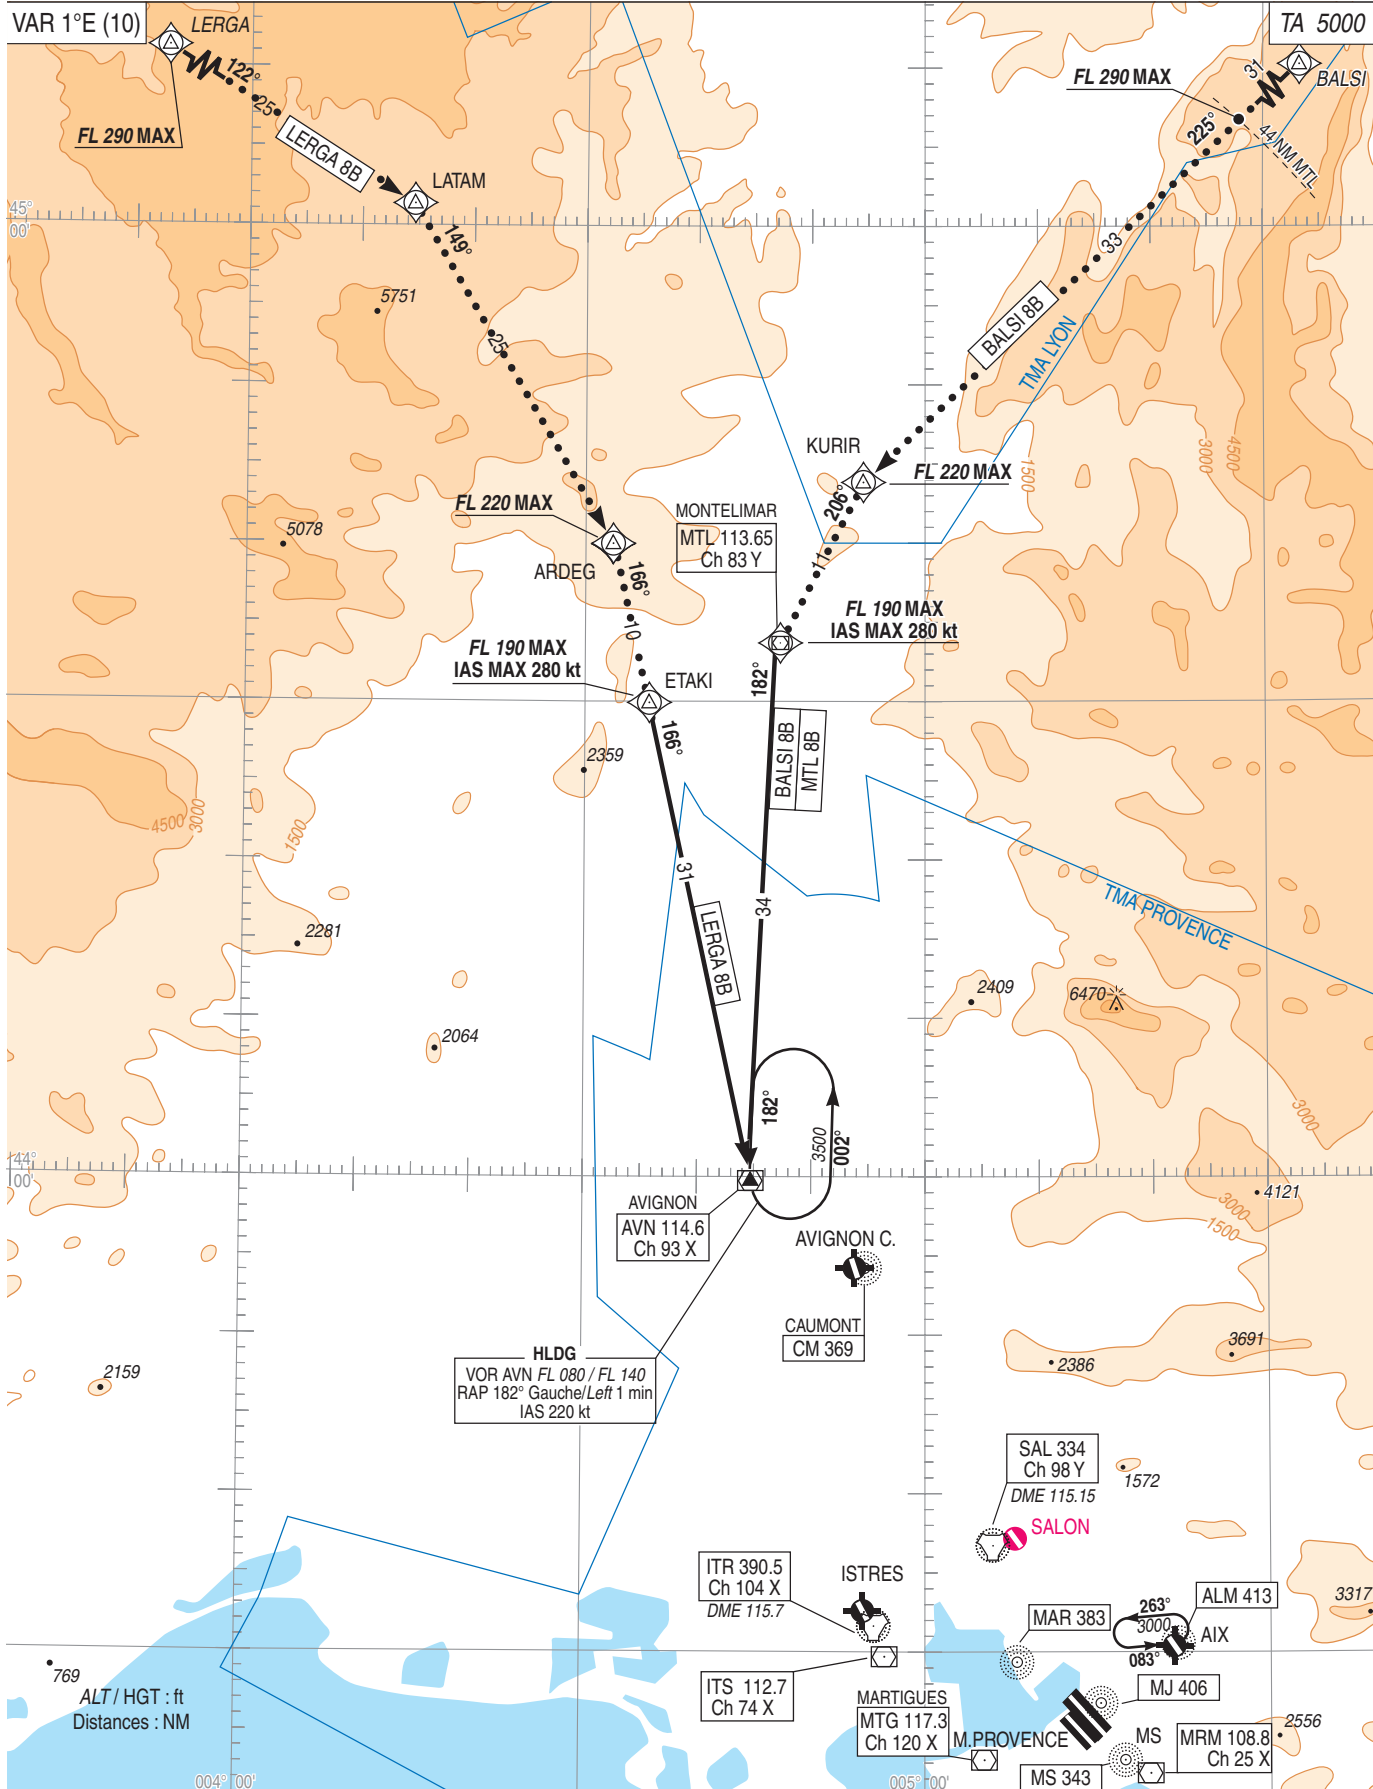 VAR 1°E (10)
LERGA
TA 5000
FL 290 MAX
BALSI
31
122°
25
FL 290 MAX
225°
44 NM MTL
LERGA 8B
LATAM
45°
00'
149°
33
5751
BALSI 8B
25
TMA LYON
KURIR
3000
4500
FL 220 MAX
1500
FL 220 MAX
206°
MONTELIMAR
MTL 113.65
Ch 83 Y
5078
ARDEG
166°
11
10
FL 190 MAX
IAS MAX 280 kt
FL 190 MAX
IAS MAX 280 kt
ETAKI
182°
166°
2359
BALSI 8B
MTL 8B
4500
3000
1500
31
34
TMA PROVENCE
LERGA 8B
2281
2409
6470
2064
182°
3500
002°
3000
44°
00'
4121
3000
1500
AVIGNON
AVN 114.6
Ch 93 X
AVIGNON C.
CAUMONT
CM 369
3691
2386
HLDG
VOR AVN FL 080 / FL 140
RAP 182° Gauche/Left 1 min
IAS 220 kt
2159
SAL 334
Ch 98 Y
DME 115.15
1572
SALON
ITR 390.5
Ch 104 X
DME 115.7
ISTRES
ALM 413
3317
MAR 383
263°
3000
083°
AIX
769
ALT / HGT : ft
Distances : NM
ITS 112.7
Ch 74 X
MJ 406
MARTIGUES
MTG 117.3
Ch 120 X
M.PROVENCE
MS
MRM 108.8
Ch 25 X
2556
MS 343
004° 00'
005° 00'